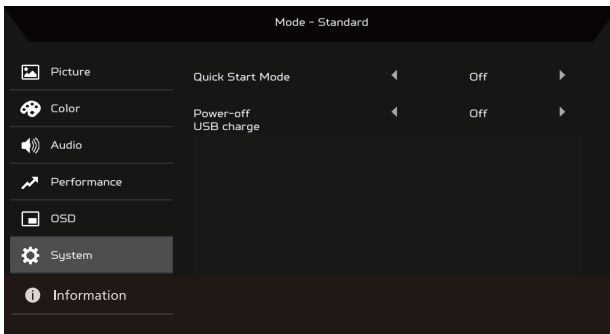 Mode - Standard
Picture
Quick Start Mode Off
Color
Power-off Off
USB charge
Audio
Performance
OSD
System
Information